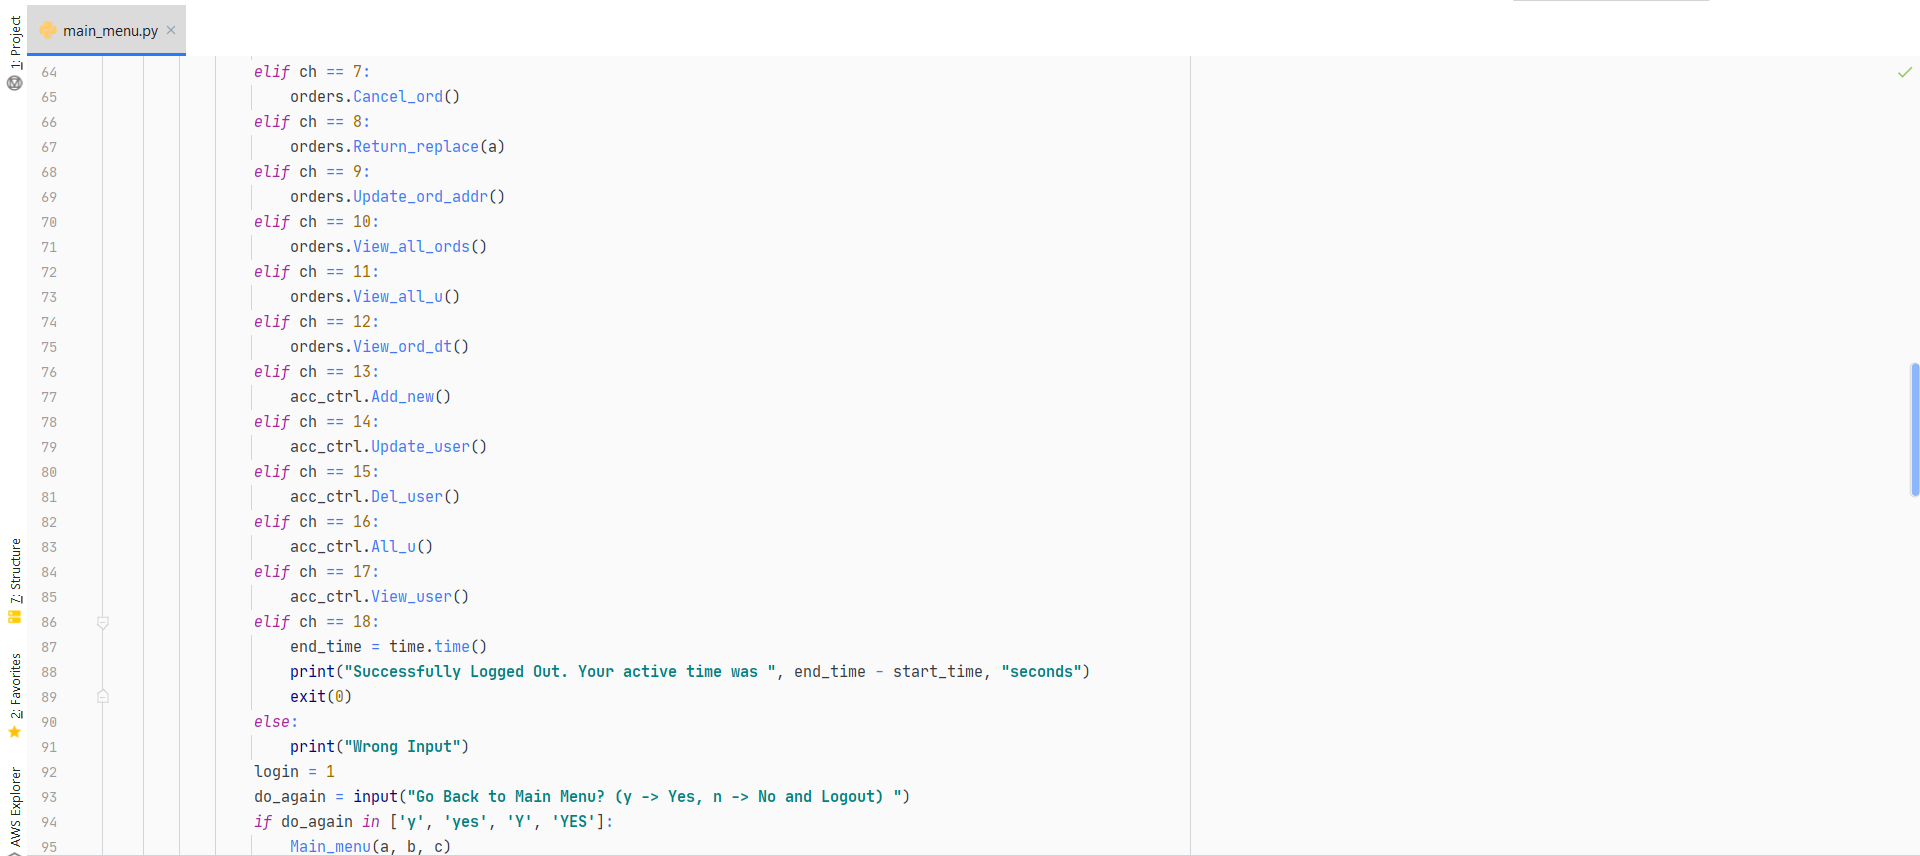 main_menu.py
1: Project
7: Structure
2: Favorites
AWS Explorer
64 elif ch == 7:
65 orders.Cancel_ord()
66 elif ch == 8:
67 orders.Return_replace(a)
68 elif ch == 9:
69 orders.Update_ord_addr()
70 elif ch == 10:
71 orders.View_all_ords()
72 elif ch == 11:
73 orders.View_all_u()
74 elif ch == 12:
75 orders.View_ord_dt()
76 elif ch == 13:
77 acc_ctrl.Add_new()
78 elif ch == 14:
79 acc_ctrl.Update_user()
80 elif ch == 15:
81 acc_ctrl.Del_user()
82 elif ch == 16:
83 acc_ctrl.All_u()
84 elif ch == 17:
85 acc_ctrl.View_user()
86 elif ch == 18:
87 end_time = time.time()
88 print("Successfully Logged Out. Your active time was ", end_time - start_time, "seconds")
89 exit(0)
90 else:
91 print("Wrong Input")
92 login = 1
93 do_again = input("Go Back to Main Menu? (y -> Yes, n -> No and Logout) ")
94 if do_again in ['y', 'yes', 'Y', 'YES']:
95 Main_menu(a, b, c)